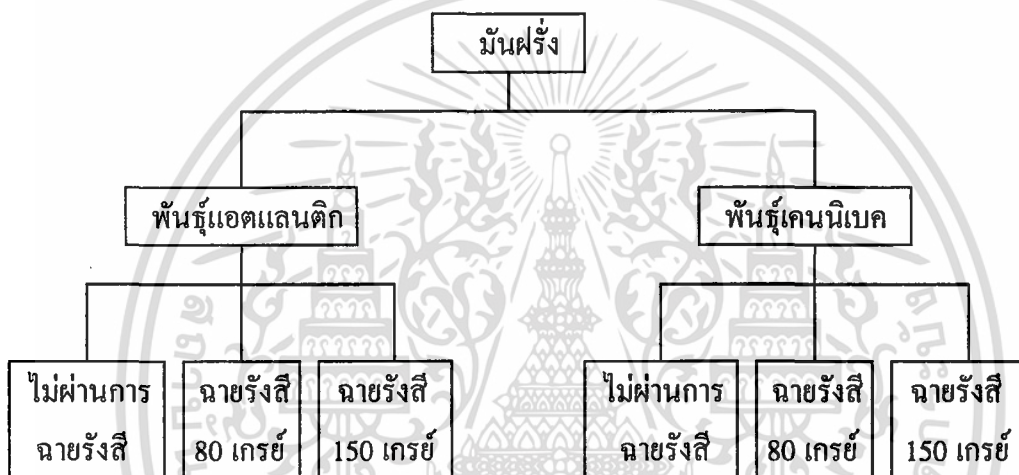 มันฝรั่ง
พันธุ์แอตแลนติก
พันธุ์เคนนิเบค
ไม่ผ่านการ
ฉายรังสี
ฉายรังสี
80 เกรย์
ฉายรังสี
150 เกรย์
ไม่ผ่านการ
ฉายรังสี
ฉายรังสี
80 เกรย์
ฉายรังสี
150 เกรย์